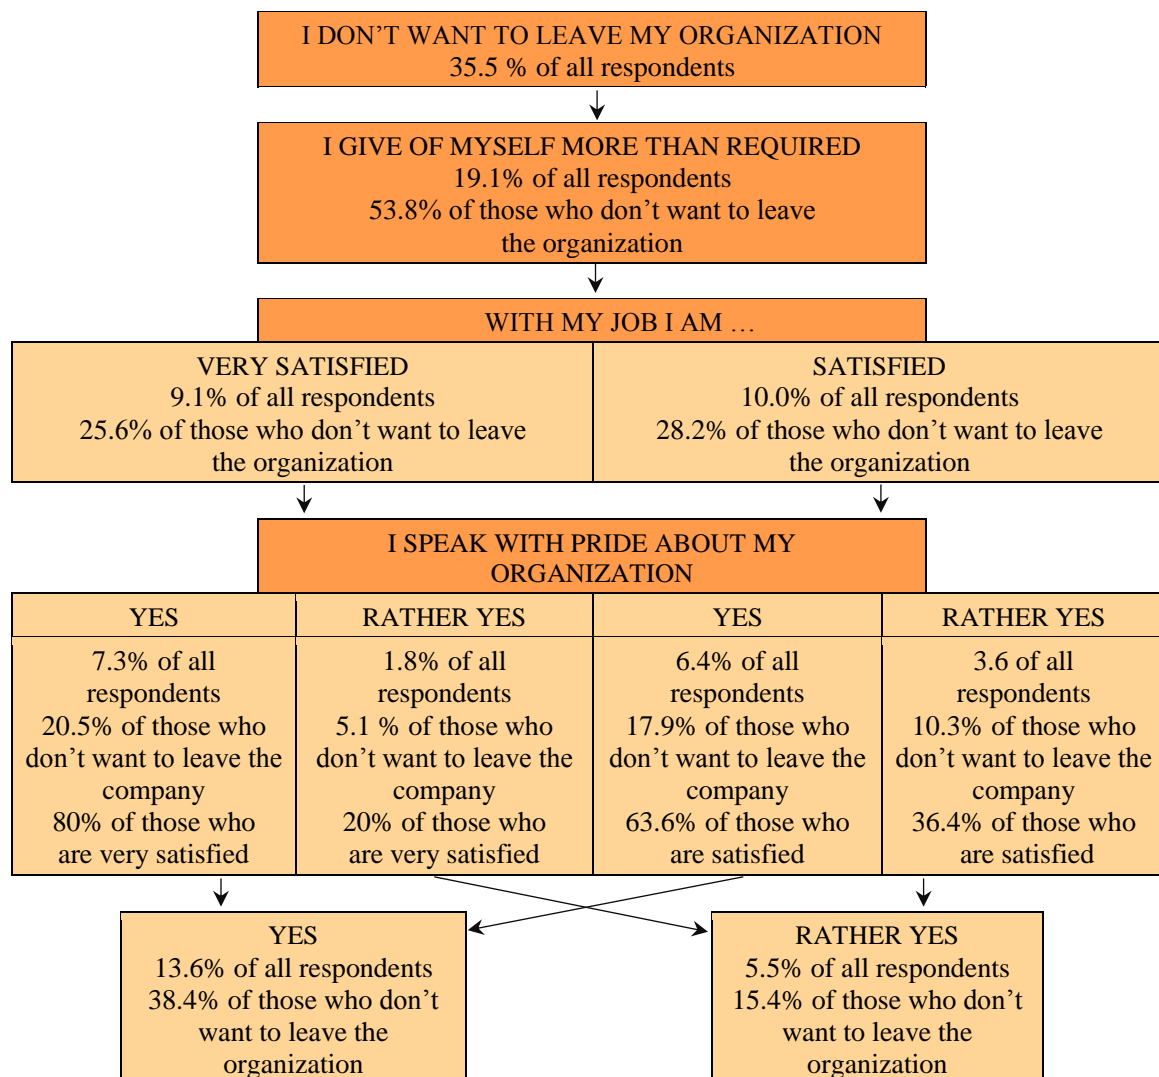 I DON’T WANT TO LEAVE MY ORGANIZATION
35.5 % of all respondents
I GIVE OF MYSELF MORE THAN REQUIRED
19.1% of all respondents
53.8% of those who don’t want to leave
the organization
WITH MY JOB I AM …
VERY SATISFIED
9.1% of all respondents
25.6% of those who don’t want to leave
the organization
SATISFIED
10.0% of all respondents
28.2% of those who don’t want to leave
the organization
I SPEAK WITH PRIDE ABOUT MY
ORGANIZATION
YES
7.3% of all
respondents
20.5% of those who
don’t want to leave the
company
80% of those who
are very satisfied
RATHER YES
1.8% of all
respondents
5.1 % of those who
don’t want to leave the
company
20% of those who
are very satisfied
YES
6.4% of all
respondents
17.9% of those who
don’t want to leave the
company
63.6% of those who
are satisfied
RATHER YES
3.6 of all
respondents
10.3% of those who
don’t want to leave the
company
36.4% of those who
are satisfied
YES
13.6% of all respondents
38.4% of those who don’t
want to leave the
organization
RATHER YES
5.5% of all respondents
15.4% of those who don’t
want to leave the
organization